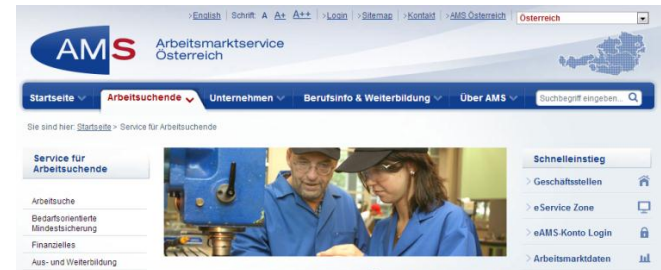 >English | Schrift: A A+ A++ | >Login | >Sitemap | >Kontakt | >AMS Österreich | Österreich
AMS
Arbeitsmarktservice
Österreich
Startseite Arbeitsuchende Unternehmen Berufsinfo & Weiterbildung Über AMS Suchbegriff eingeben...
Sie sind hier: Startseite > Service für Arbeitsuchende
Service für
Arbeitsuchende
Arbeitsuche
Bedarfsorientierte
Mindestsicherung
Finanzielles
Aus- und Weiterbildung
Schnelleinstieg
> Geschäftsstellen
> eService Zone
> eAMS-Konto Login
> Arbeitsmarktdaten